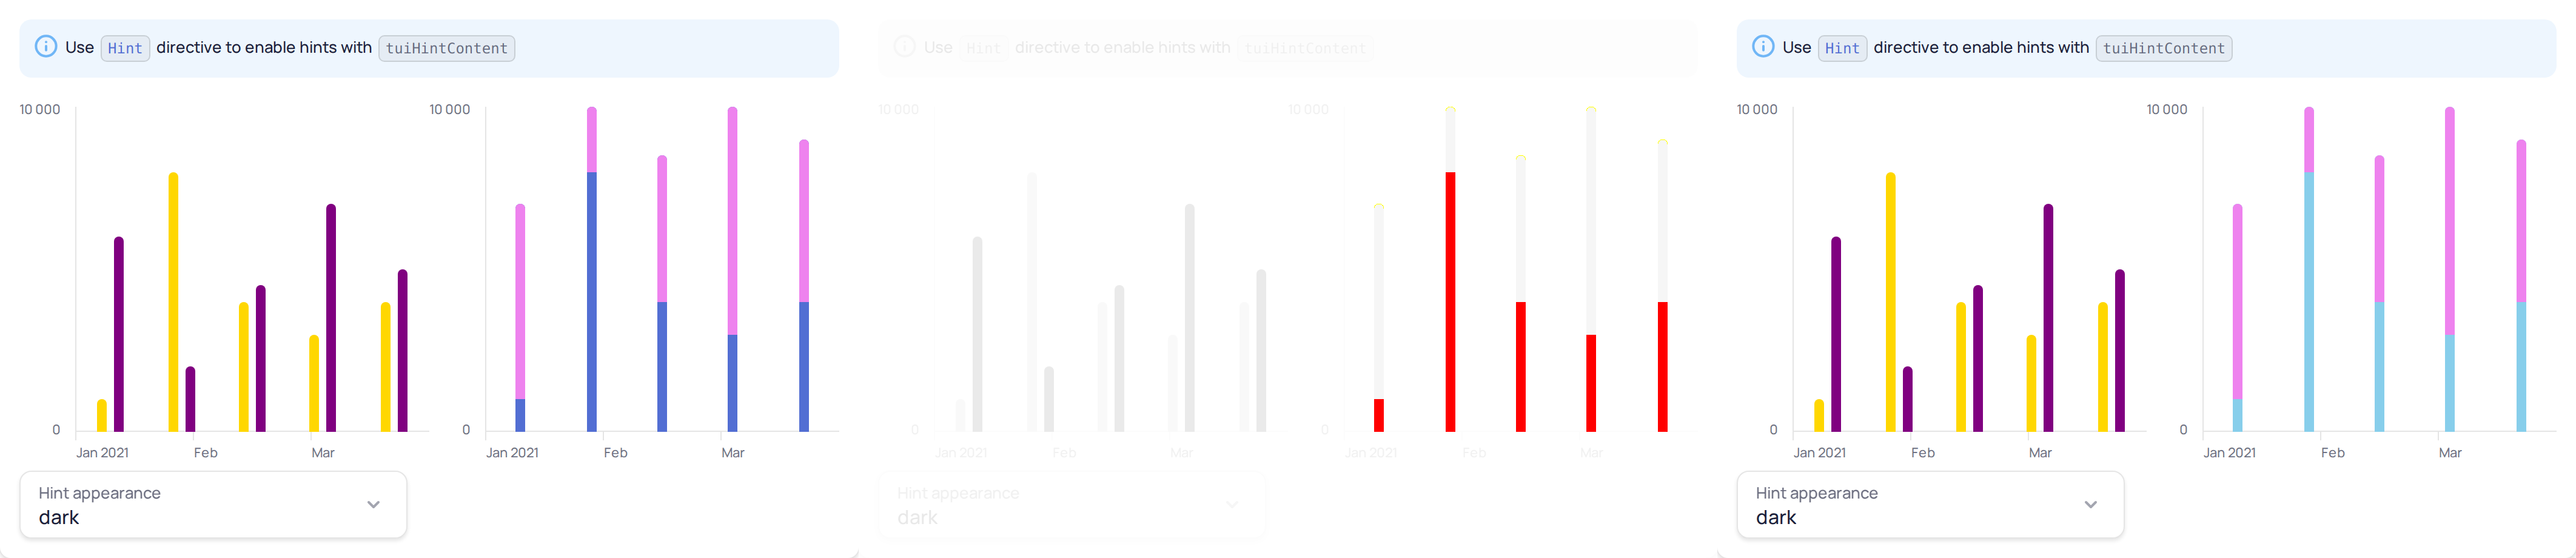 Use Hint directive to enable hints with tuiHintContent
10 000
0
Jan 2021 Feb Mar
10 000
0
Jan 2021 Feb Mar
Hint appearance
dark
Use Hint directive to enable hints with tuiHintContent
10 000
0
Jan 2021 Feb Mar
10 000
0
Jan 2021 Feb Mar
Hint appearance
dark
Use Hint directive to enable hints with tuiHintContent
10 000
0
Jan 2021 Feb Mar
10 000
0
Jan 2021 Feb Mar
Hint appearance
dark